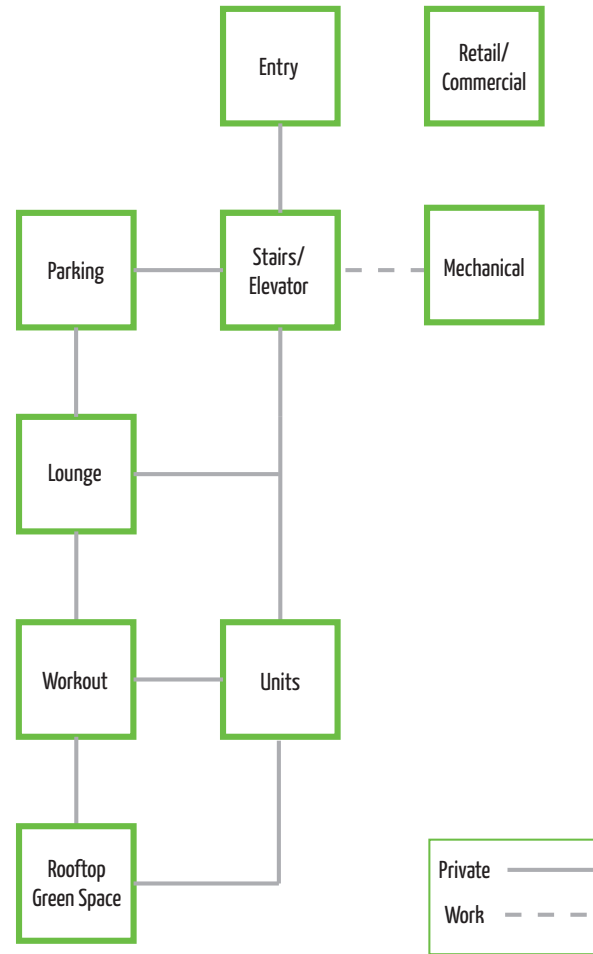 Entry
Retail/
Commercial
Parking
Stairs/
Elevator
Mechanical
Lounge
Workout
Units
Rooftop
Green Space
Private
Work